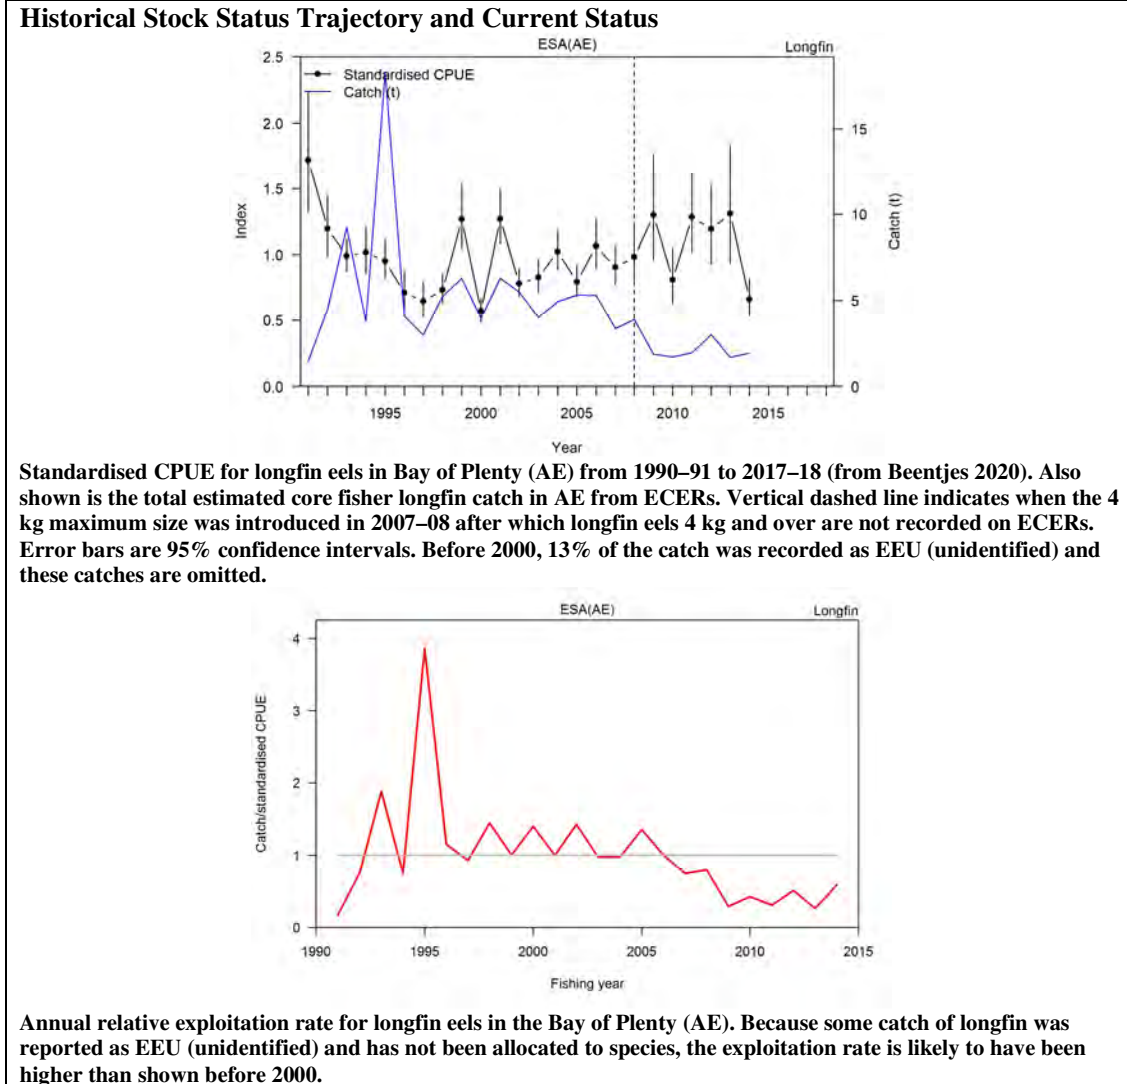 Historical Stock Status Trajectory and Current Status
ESA(AE) Longfin
Standardised CPUE
Catch (t)
2.5
2.0
1.5
1.0
0.5
0.0
Index
15
10
5
0
Catch (t)
1995 2000 2005 2010 2015
Year
Standardised CPUE for longfin eels in Bay of Plenty (AE) from 1990–91 to 2017–18 (from Beentjes 2020). Also
shown is the total estimated core fisher longfin catch in AE from ECERs. Vertical dashed line indicates when the 4
kg maximum size was introduced in 2007–08 after which longfin eels 4 kg and over are not recorded on ECERs.
Error bars are 95% confidence intervals. Before 2000, 13% of the catch was recorded as EEU (unidentified) and
these catches are omitted.
ESA(AE) Longfin
4
3
2
1
0
Catch/standardised CPUE
1990 1995 2000 2005 2010 2015
Fishing year
Annual relative exploitation rate for longfin eels in the Bay of Plenty (AE). Because some catch of longfin was
reported as EEU (unidentified) and has not been allocated to species, the exploitation rate is likely to have been
higher than shown before 2000.